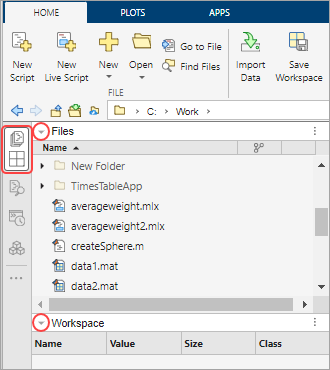 HOME PLOTS APPS
New Script
New Live Script
New
Open
Go to File
Find Files
Import Data
Save Workspace
FILE
C: Work
Files
Name
New Folder
TimesTableApp
averageweight.mlx
averageweight2.mlx
createSphere.m
data1.mat
data2.mat
Workspace
Name Value Size Class